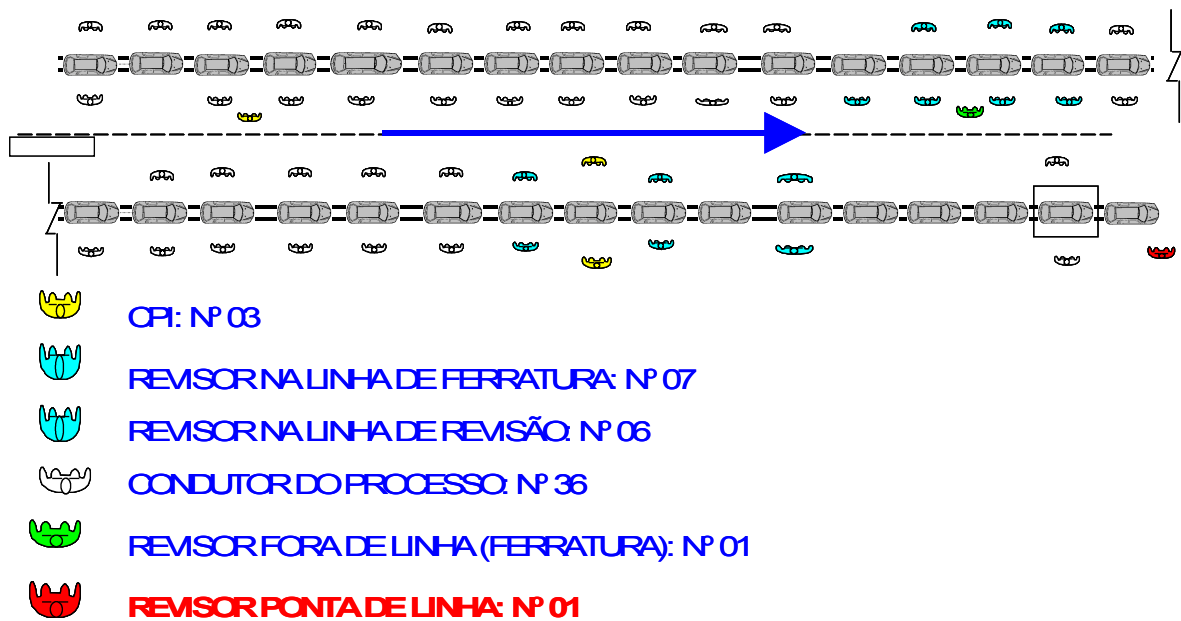 CPI: Nº 03
REVISOR NA LINHA DE FERRATURA: Nº 07
REVISOR NA LINHA DE REVISÃO: Nº 06
CONDUTOR DO PROCESSO: Nº 36
REVISOR FORA DE LINHA (FERRATURA): Nº 01
REVISOR PONTA DE LINHA: Nº 01